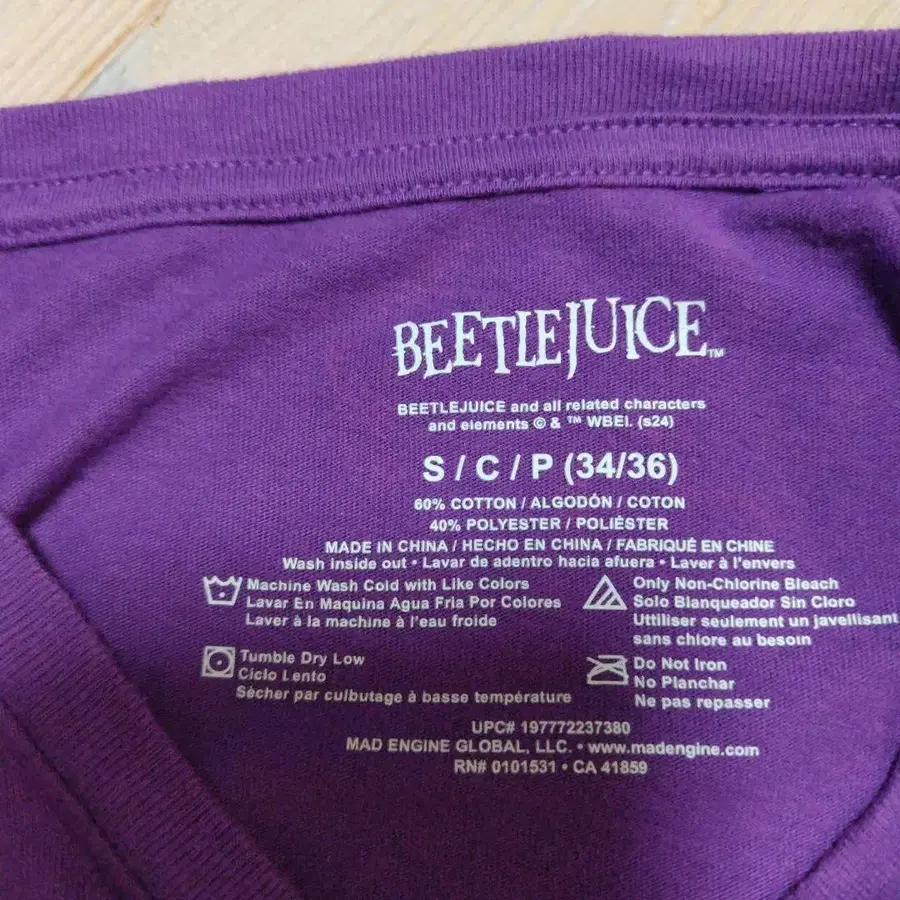 BEETLEJUICE™
BEETLEJUICE and all related characters
and elements © & ™ WBEI. (s24)
S / C / P (34/36)
60% COTTON / ALGODÓN / COTON
40% POLYESTER / POLIÉSTER
MADE IN CHINA / HECHO EN CHINA / FABRIQUÉ EN CHINE
Wash inside out • Lavar de adentro hacia afuera • Laver à l'envers
Machine Wash Cold with Like Colors
Lavar En Maquina Agua Fria Por Colores
Laver à la machine à l'eau froide
Only Non-Chlorine Bleach
Solo Blanqueador Sin Cloro
Utiliser seulement un javellisant
sans chlore au besoin
Tumble Dry Low
Ciclo Lento
Sècher par culbutage à basse température
Do Not Iron
No Planchar
Ne pas repasser
UPC# 197772237380
MAD ENGINE GLOBAL, LLC. • www.madengine.com
RN# 0101531 • CA 41859